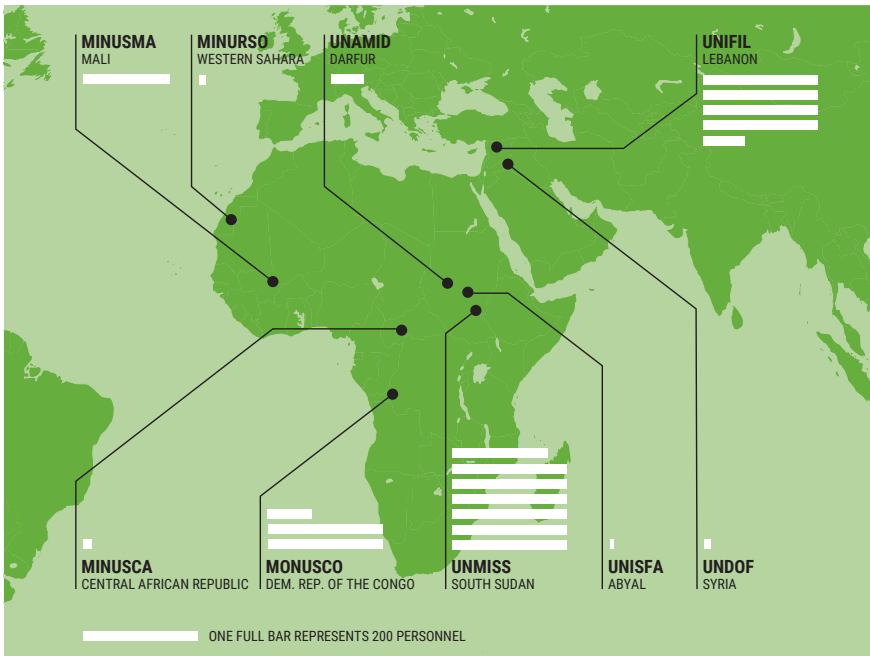 MINUSMA
MALI
MINURSO
WESTERN SAHARA
UNAMID
DARFUR
UNIFIL
LEBANON
MINUSCA
CENTRAL AFRICAN REPUBLIC
MONUSCO
DEM. REP. OF THE CONGO
UNMISS
SOUTH SUDAN
UNISFA
ABYAL
UNDOF
SYRIA
ONE FULL BAR REPRESENTS 200 PERSONNEL